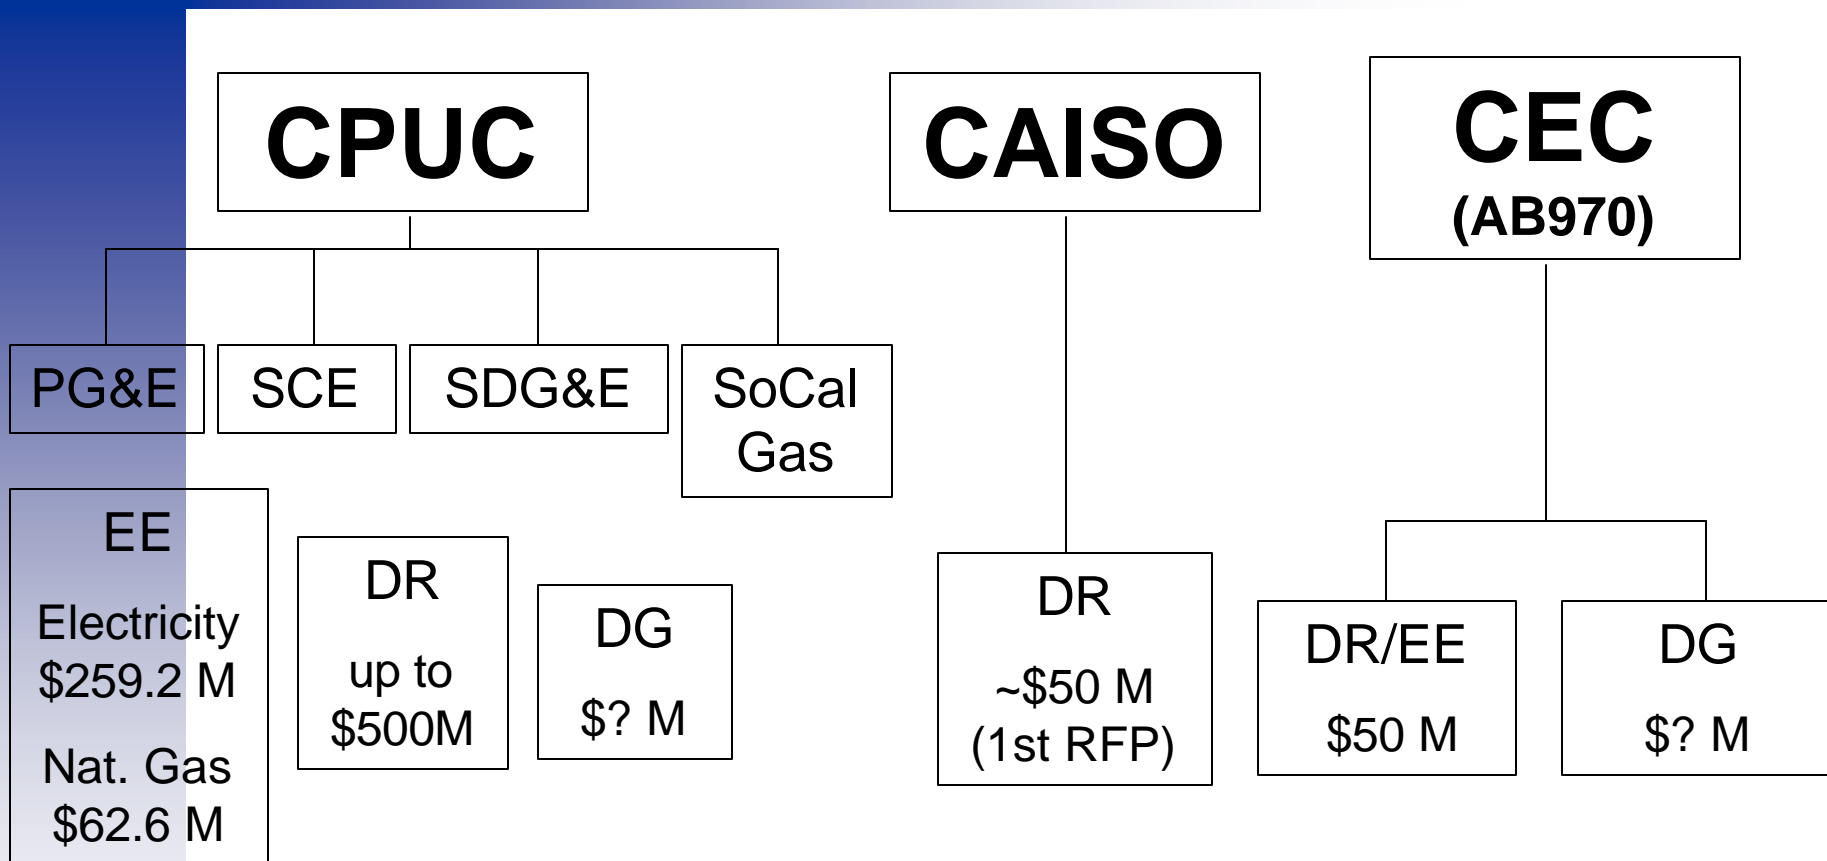 CPUC
CAISO
CEC
(AB970)
PG&E
SCE
SDG&E
SoCal
Gas
EE
Electricity
$259.2 M
Nat. Gas
$62.6 M
DR
up to
$500M
DG
$? M
DR
~$50 M
(1st RFP)
DR/EE
$50 M
DG
$? M